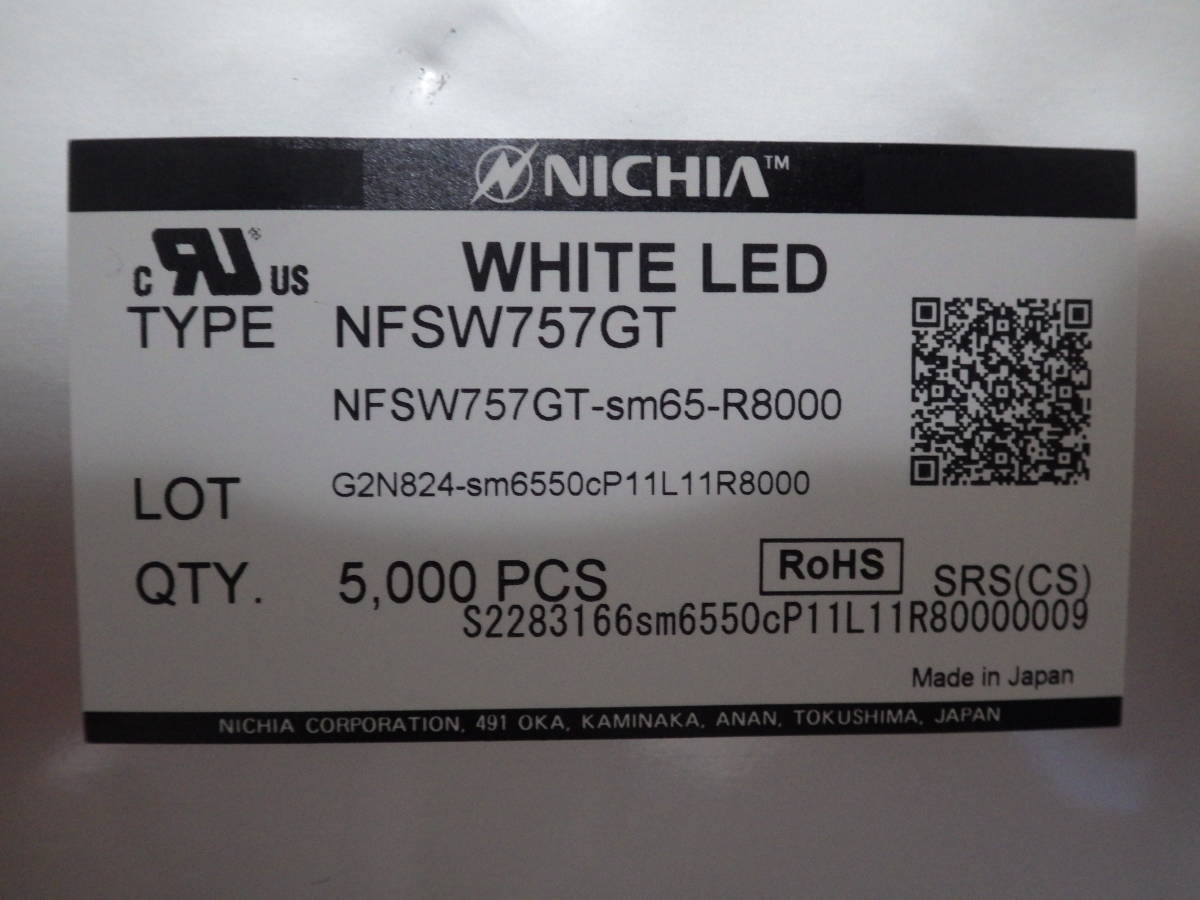 NICHIA™
c RU® US
WHITE LED
TYPE NFSW757GT
NFSW757GT-sm65-R8000
LOT G2N824-sm6550cP11L11R8000
QTY. 5,000 PCS RoHS SRS(CS)
S2283166sm6550cP11L11R80000009
Made in Japan
NICHIA CORPORATION, 491 OKA, KAMINAKA, ANAN, TOKUSHIMA, JAPAN